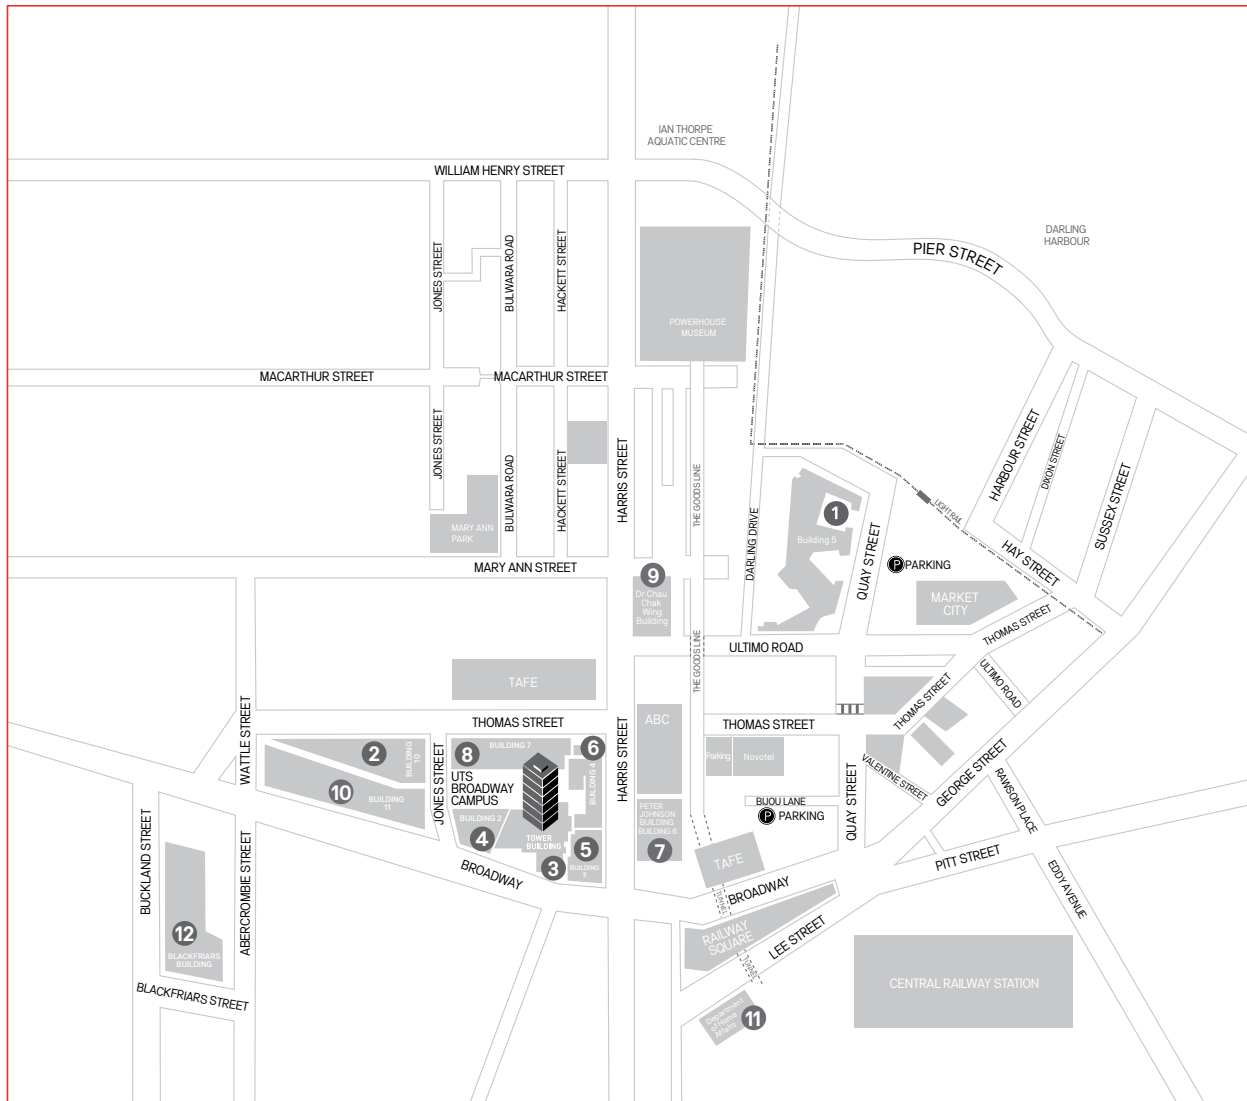 IAN THORPE
AQUATIC CENTRE
WILLIAM HENRY STREET
DARLING
HARBOUR
PIER STREET
JONES STREET
BULWARA ROAD
HACKETT STREET
POWERHOUSE
MUSEUM
MACARTHUR STREET
MACARTHUR STREET
JONES STREET
BULWARA ROAD
HACKETT STREET
HARRIS STREET
THE GOODS LINE
HARBOUR STREET
DIXON STREET
SUSSEX STREET
LIGHT RAIL
1
Building 5
DARLING DRIVE
QUAY STREET
MARY ANN
PARK
HAY STREET
P PARKING
MARY ANN STREET
9
Dr Chau
Chak
Wing
Building
MARKET
CITY
THOMAS STREET
ULTIMO ROAD
THE GOODS LINE
ULTIMO ROAD
TAFE
THOMAS STREET
THOMAS STREET
ABC
THOMAS STREET
HARRIS STREET
WATTLE STREET
2
BUILDING
10
JONES STREET
8
BUILDING 7
6
BUILDING 4
Parking
Novotel
VALENTINE STREET
GEORGE STREET
RAWSON PLACE
QUAY STREET
UTS
BROADWAY
CAMPUS
10
BUILDING
11
BIJOU LANE
P PARKING
PETER
JOHNSON
BUILDING
BUILDING 6
7
BUILDING 2
4
TOWER
BUILDING
3
5
BUILDING
TAFE
PITT STREET
EDDY AVENUE
BROADWAY
BROADWAY
TUNNEL
BUCKLAND STREET
ABERCROMBIE STREET
12
BLACKFRIARS
BUILDING
RAILWAY
SQUARE
LEE STREET
TUNNEL
CENTRAL RAILWAY STATION
BLACKFRIARS STREET
Department
of Home
Affairs
11